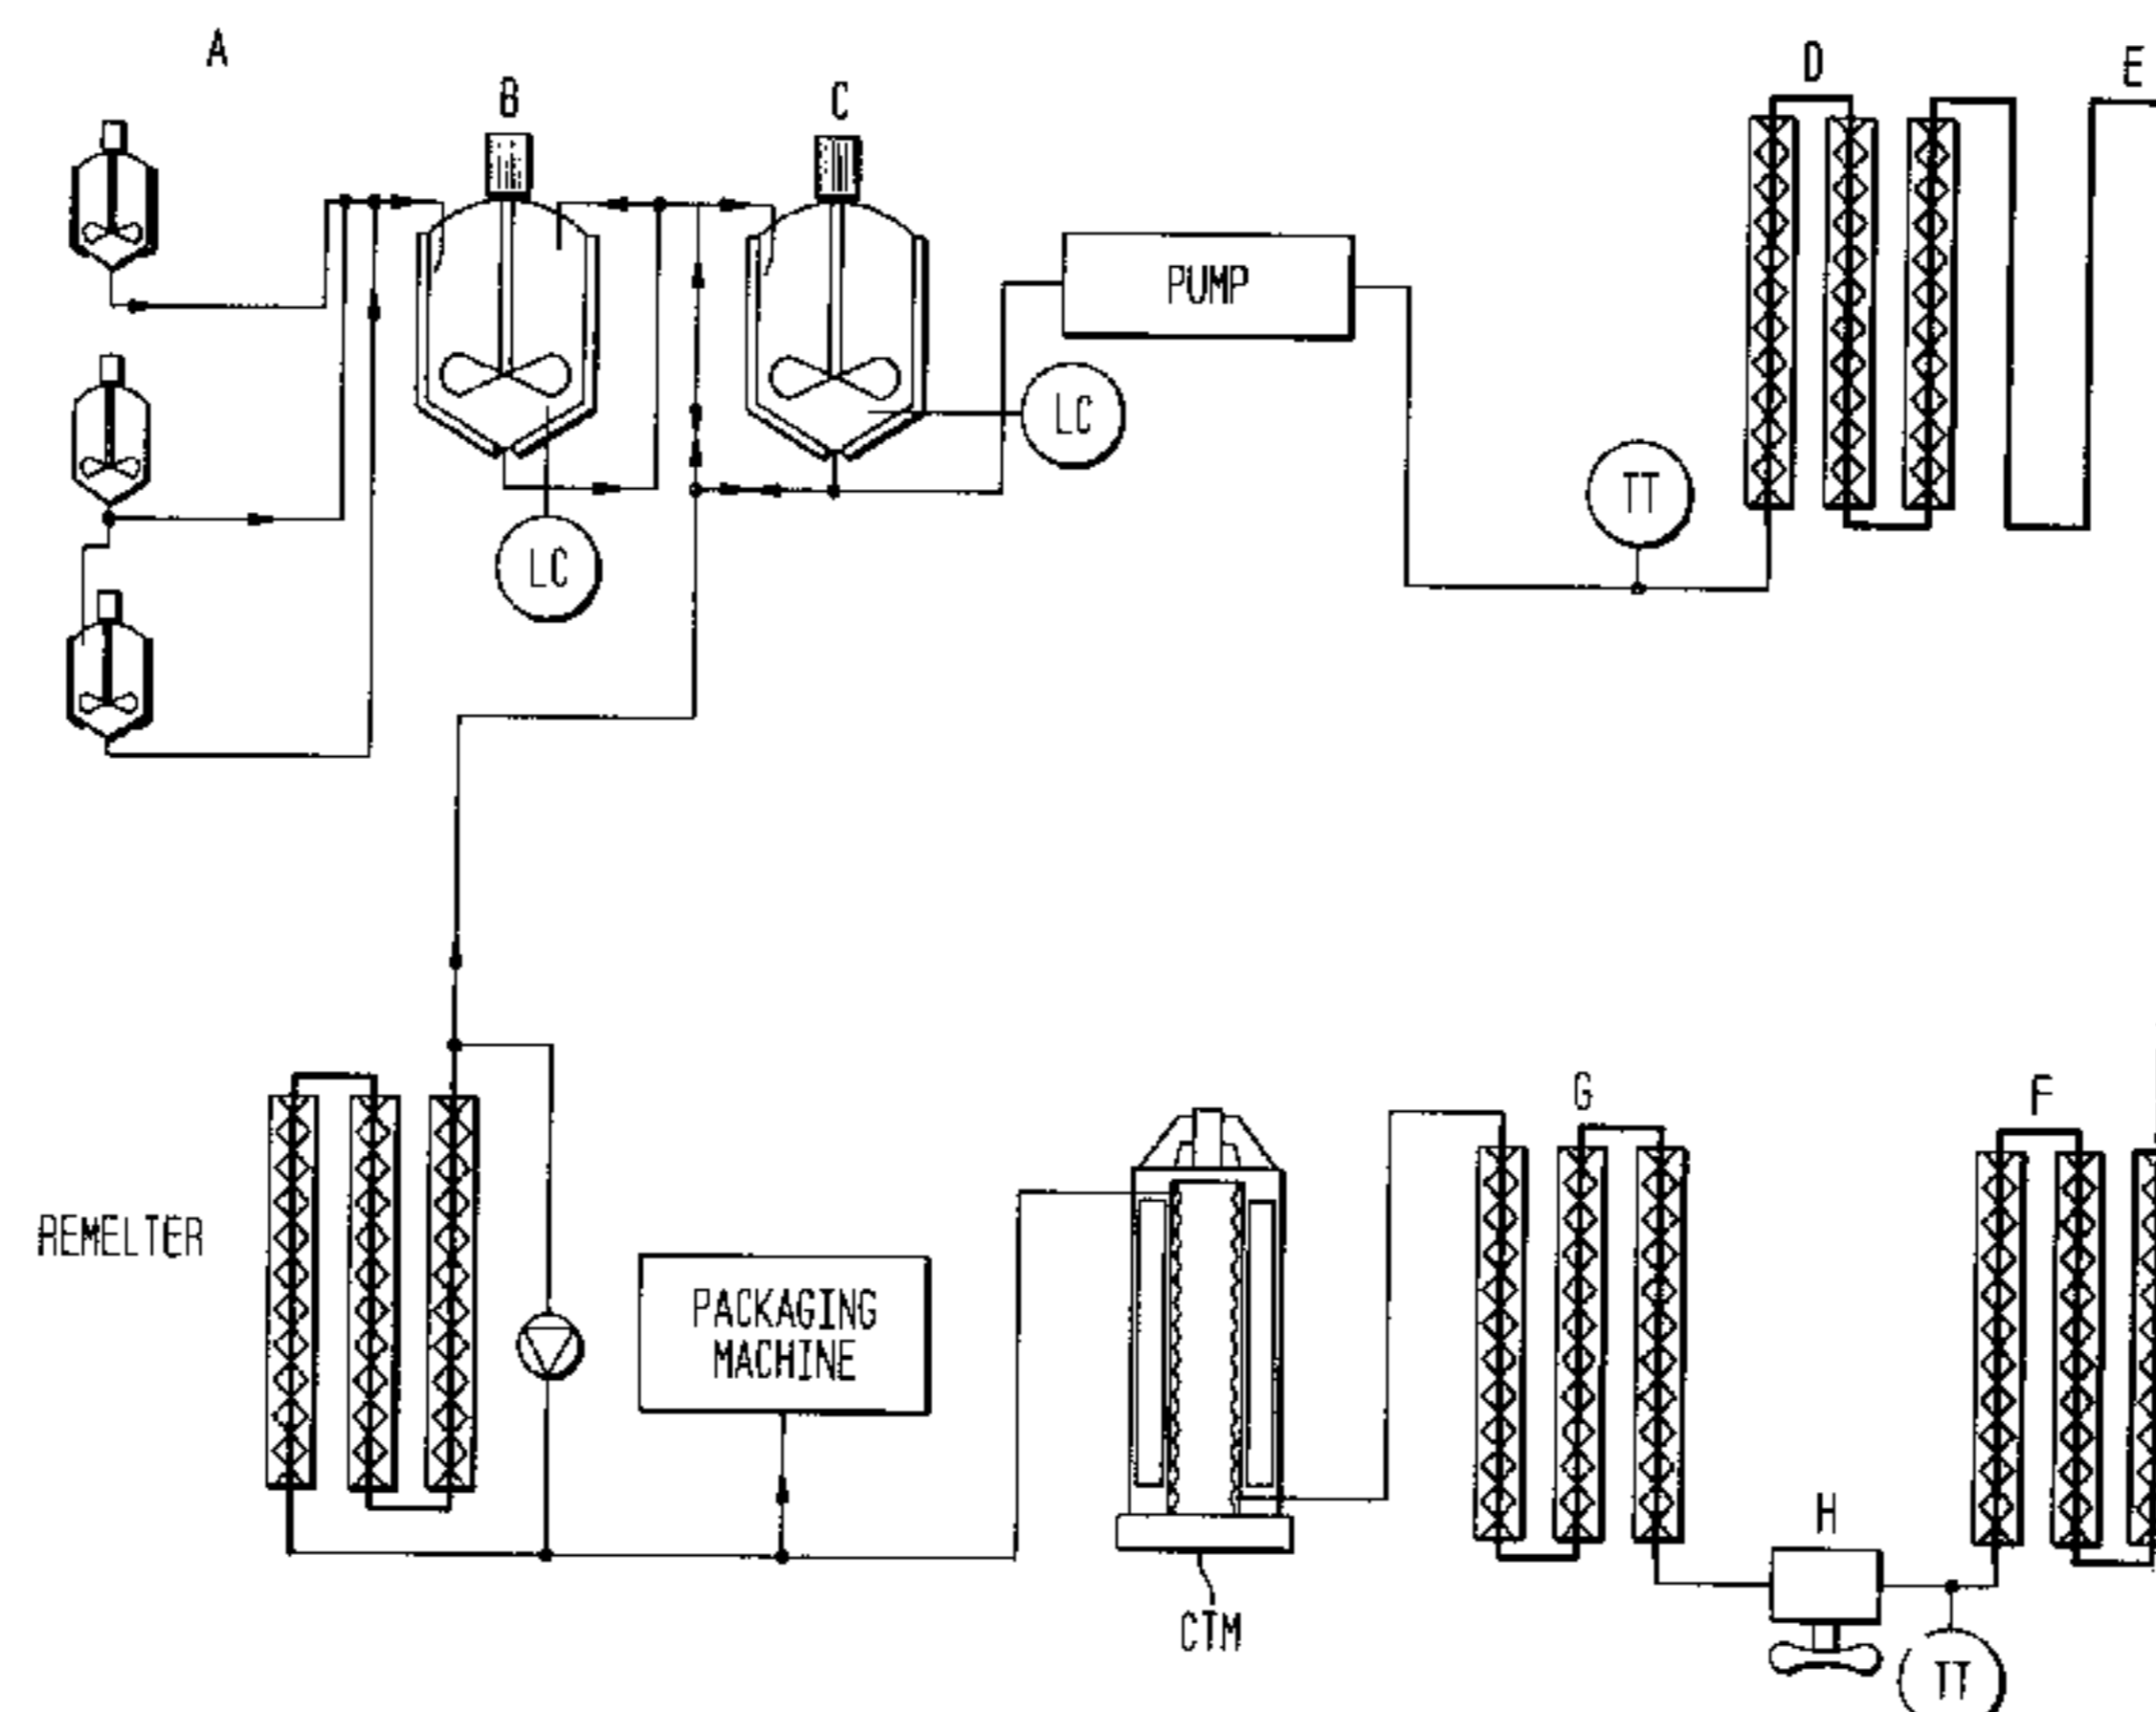 A
B
C
D
E
PUMP
LC
TT
LC
G
F
REMELTER
PACKAGING
MACHINE
H
CTM
TT